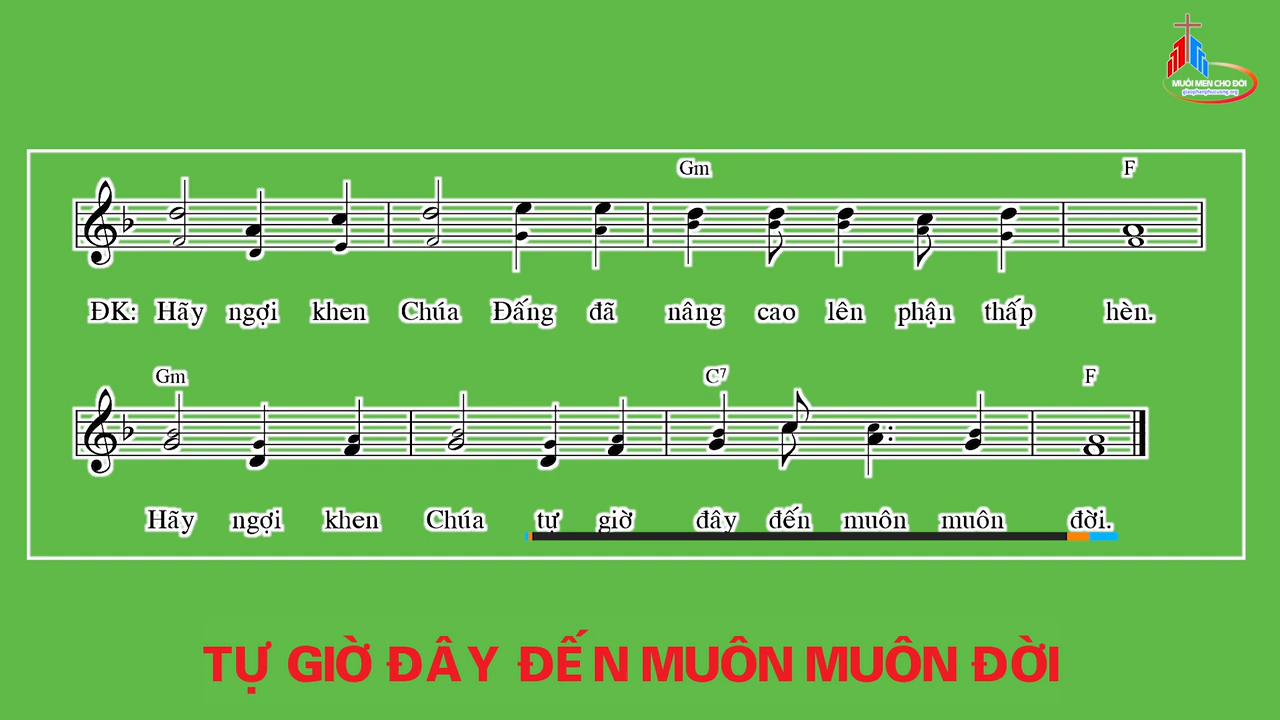 MUỐI MEN CHO ĐỜI
giaophanphucuong.org
Gm F
ĐK: Hãy ngợi khen Chúa Đấng đã nâng cao lên phận thấp hèn.
Gm C7 F
Hãy ngợi khen Chúa tự giờ đây đến muôn muôn đời.
TỰ GIỜ ĐÂY ĐẾN MUÔN MUÔN ĐỜI